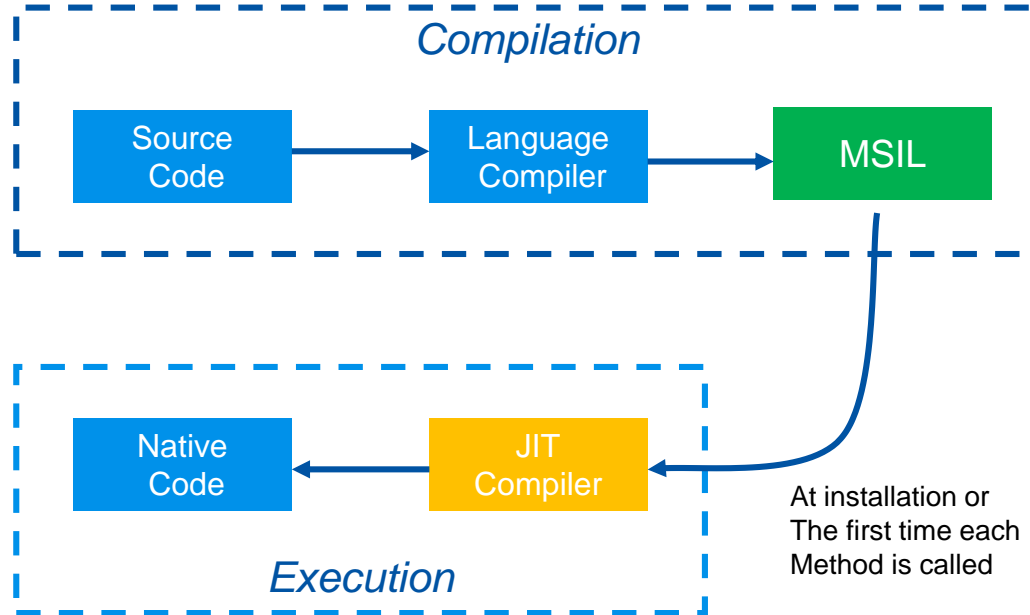 Compilation
Source
Code
Language
Compiler
MSIL
Native
Code
JIT
Compiler
At installation or
The first time each
Method is called
Execution